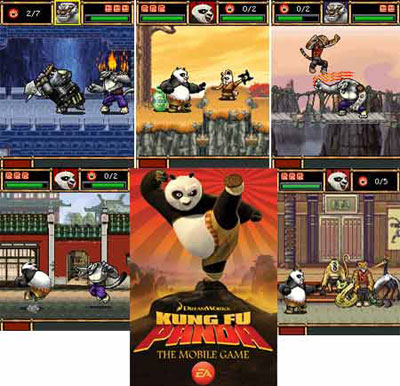 2/7
0/2
0/2
0/2
0/5
DREAMWORKS
KUNG FU
PANDA
THE MOBILE GAME
EA